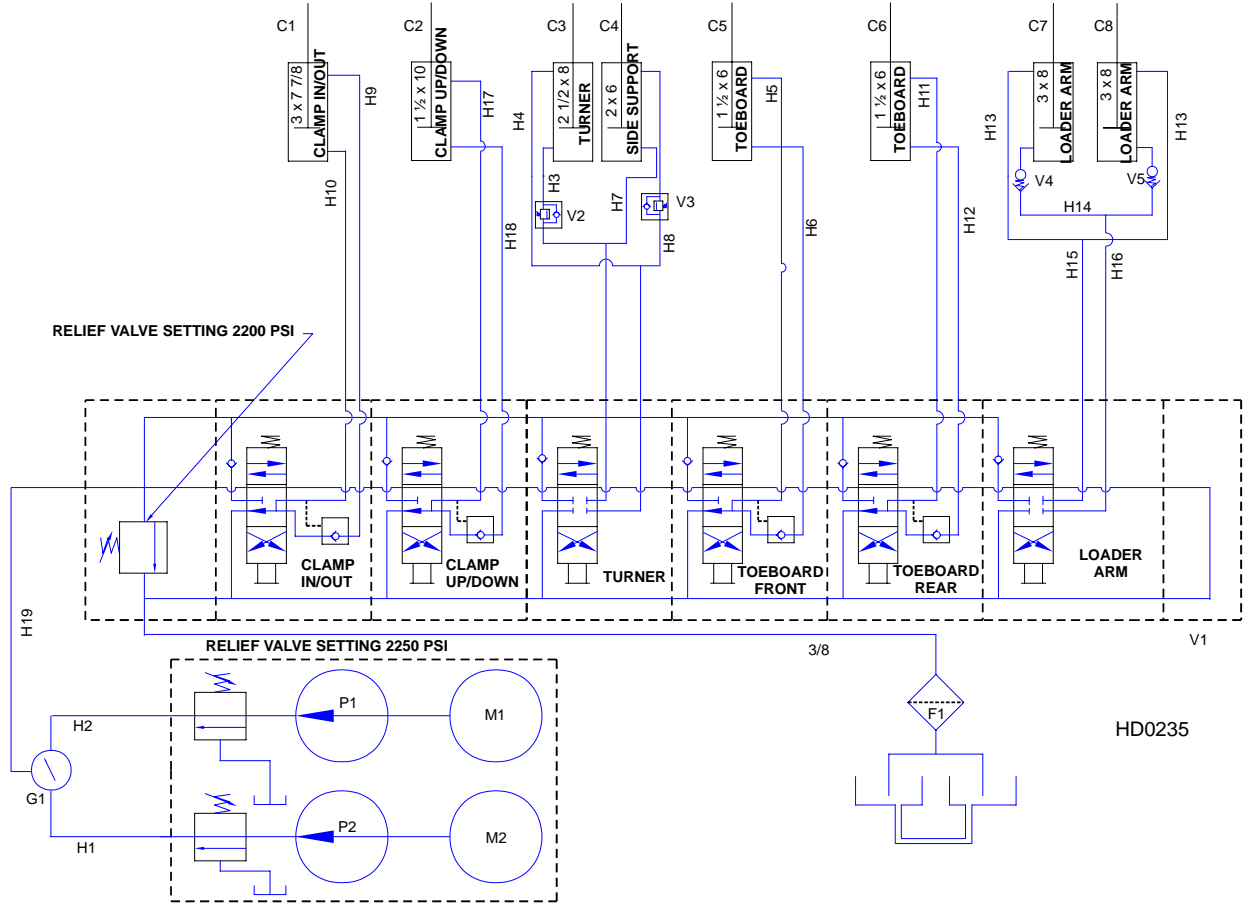 C1
C2
C3
C4
C5
C6
C7
C8
3 x 7 7/8
CLAMP IN/OUT
H9
1 ½ x 10
CLAMP UP/DOWN
H17
H4
2 1/2 x 8
TURNER
2 x 6
SIDE SUPPORT
1 ½ x 6
TOEBOARD
H5
1 ½ x 6
TOEBOARD
H11
H13
3 x 8
LOADER ARM
3 x 8
LOADER ARM
H13
H10
H18
H3
V2
H7
V3
H8
H6
H12
V4
V5
H14
H15
H16
RELIEF VALVE SETTING 2200 PSI
CLAMP
IN/OUT
CLAMP
UP/DOWN
TURNER
TOEBOARD
FRONT
TOEBOARD
REAR
LOADER
ARM
H19
RELIEF VALVE SETTING 2250 PSI
3/8
V1
P1
M1
H2
G1
P2
M2
H1
F1
HD0235